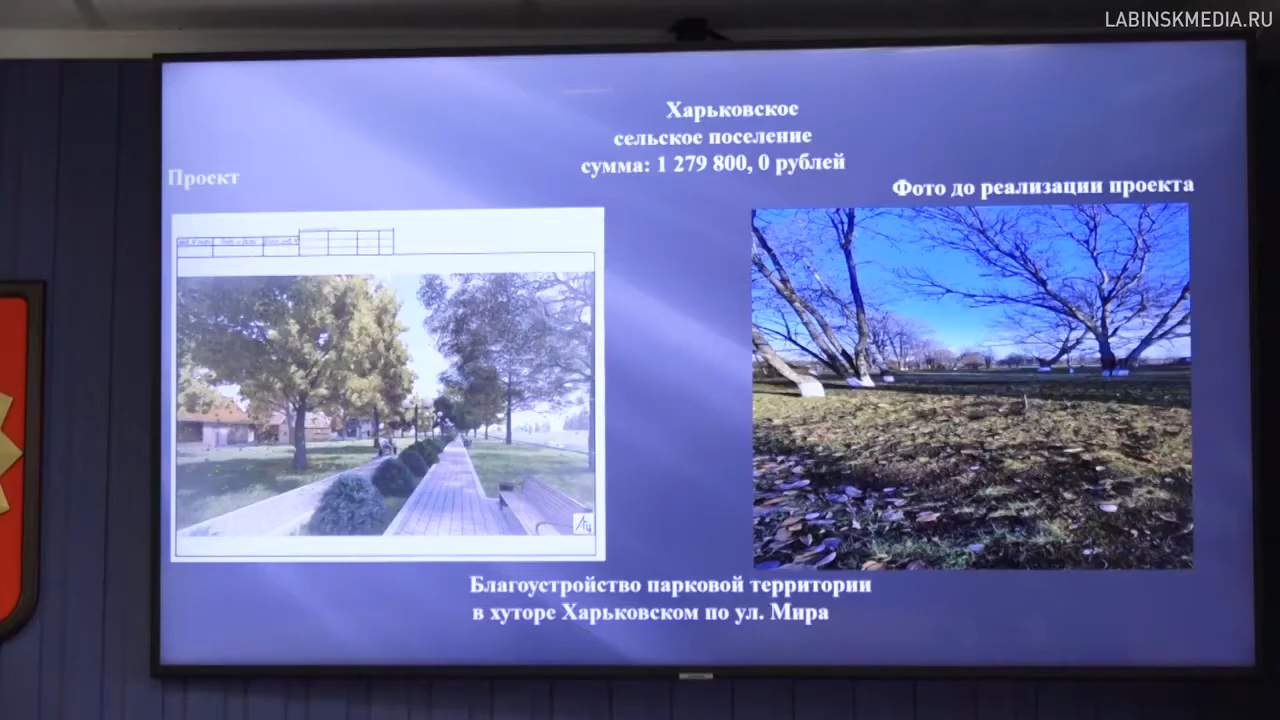 LABINSKMEDIA.RU
Харьковское
сельское поселение
сумма: 1 279 800, 0 рублей
Проект
Фото до реализации проекта
Благоустройство парковой территории
в хуторе Харьковском по ул. Мира